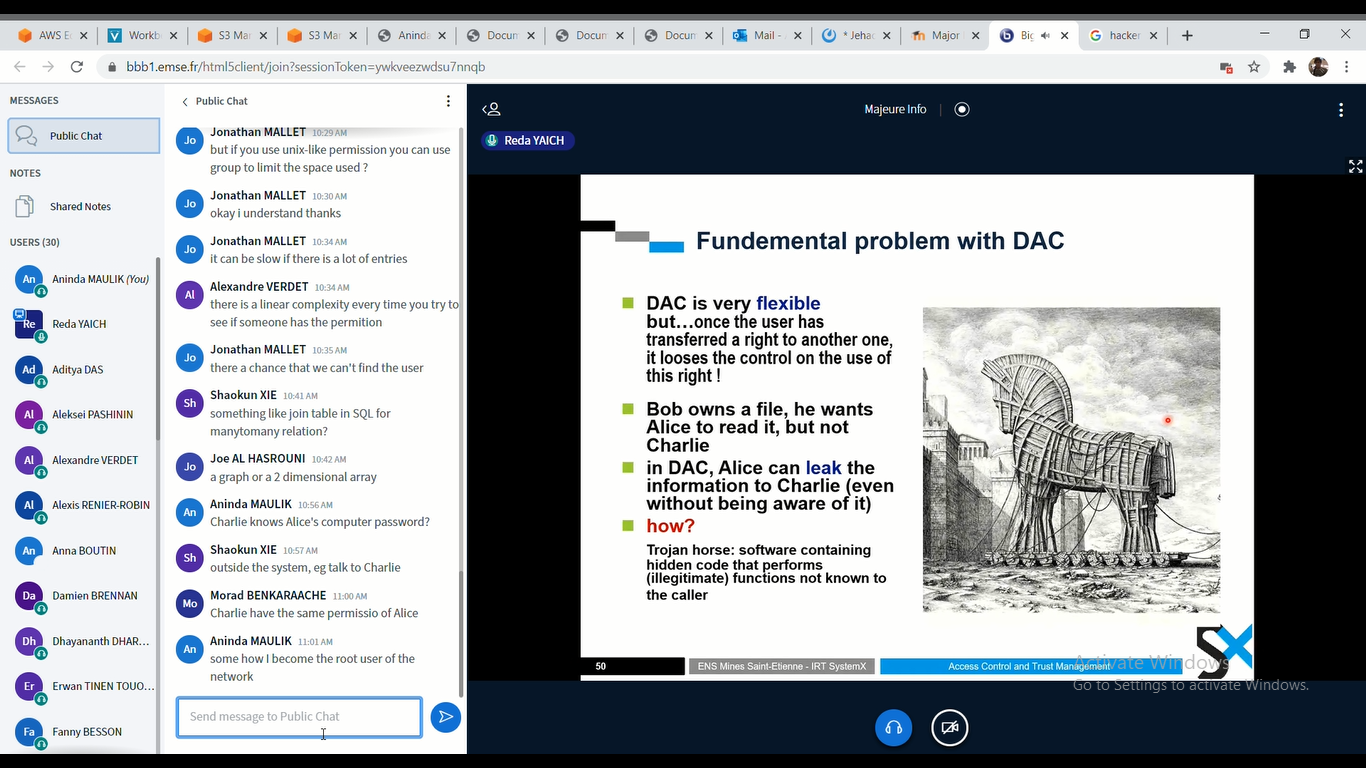 AWS E
Workb
S3 Ma
S3 Ma
Aninda
Docum
Docum
Docum
Mail - 
* Jehac
Major
Big
hacker
bbb1.emse.fr/html5client/join?sessionToken=ywkveezwdsu7nnqb
MESSAGES
Public Chat
NOTES
Shared Notes
USERS (30)
An
Aninda MAULIK (You)
Re
Reda YAICH
Ad
Aditya DAS
Al
Aleksei PASHININ
Al
Alexandre VERDET
Al
Alexis RENIER-ROBIN
An
Anna BOUTIN
Da
Damien BRENNAN
Dh
Dhayananth DHAR...
Er
Erwan TINEN TOUO...
Fa
Fanny BESSON
Public Chat
Jo
Jonathan MALLET 10:29 AM
but if you use unix-like permission you can use
group to limit the space used ?
Jo
Jonathan MALLET 10:30 AM
okay i understand thanks
Jo
Jonathan MALLET 10:34 AM
it can be slow if there is a lot of entries
Al
Alexandre VERDET 10:34 AM
there is a linear complexity every time you try to
see if someone has the permition
Jo
Jonathan MALLET 10:35 AM
there a chance that we can't find the user
Sh
Shaokun XIE 10:41 AM
something like join table in SQL for
manytomany relation?
Jo
Joe AL HASROUNI 10:42 AM
a graph or a 2 dimensional array
An
Aninda MAULIK 10:56 AM
Charlie knows Alice's computer password?
Sh
Shaokun XIE 10:57 AM
outside the system, eg talk to Charlie
Mo
Morad BENKARAACHE 11:00 AM
Charlie have the same permissio of Alice
An
Aninda MAULIK 11:01 AM
some how I become the root user of the
network
Send message to Public Chat
Majeure Info
Reda YAICH
Fundemental problem with DAC
DAC is very flexible
but...once the user has
transferred a right to another one,
it looses the control on the use of
this right !
Bob owns a file, he wants
Alice to read it, but not
Charlie
in DAC, Alice can leak the
information to Charlie (even
without being aware of it)
how?
Trojan horse: software containing
hidden code that performs
(illegitimate) functions not known to
the caller
50
ENS Mines Saint-Etienne - IRT SystemX
Access Control and Trust Management
SX
Activate Windows
Go to Settings to activate Windows.